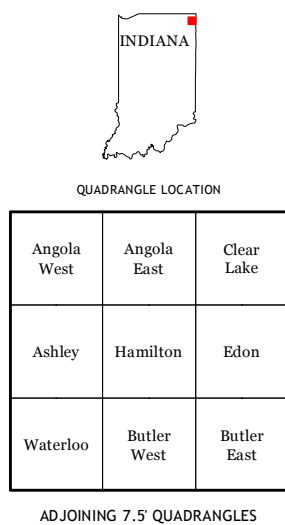 INDIANA
QUADRANGLE LOCATION
Angola
West
Angola
East
Clear
Lake
Ashley
Hamilton
Edon
Waterloo
Butler
West
Butler
East
ADJOINING 7.5' QUADRANGLES